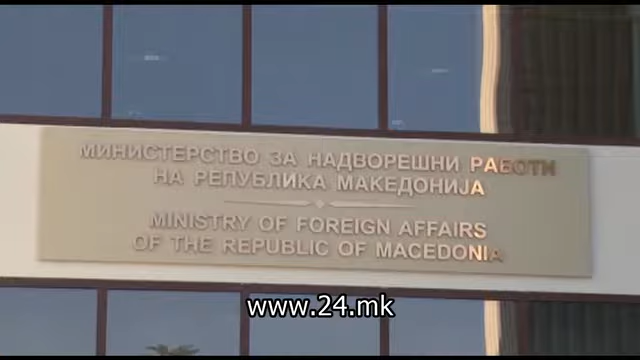 МИНИСТЕРСТВО ЗА НАДВОРЕШНИ РАБОТИ
НА РЕПУБЛИКА МАКЕДОНИЈА
MINISTRY OF FOREIGN AFFAIRS
OF THE REPUBLIC OF MACEDONIA
www.24.mk